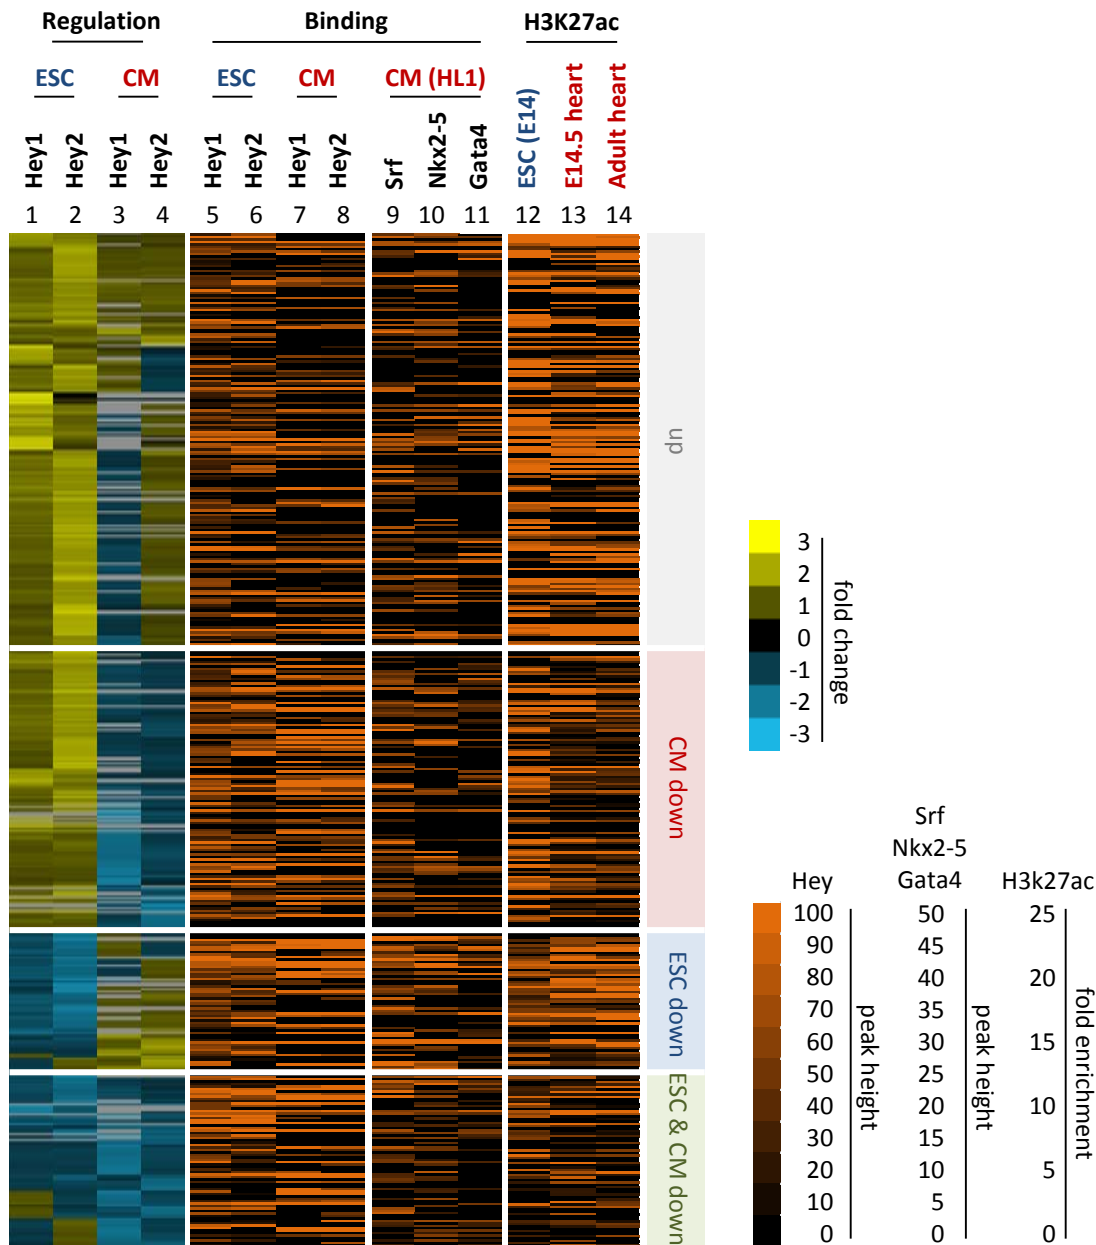 Regulation Binding H3K27ac
ESC CM ESC CM CM (HL1)
Hey1 Hey2 Hey1 Hey2 Hey1 Hey2 Hey1 Hey2 Srf Nkx2-5 Gata4 ESC (E14) E14.5 heart Adult heart
1 2 3 4 5 6 7 8 9 10 11 12 13 14
up
CM down
ESC down
ESC & CM down
3
2
1
0
-1
-2
-3
fold change
Srf
Nkx2-5
Hey Gata4 H3k27ac
100 50 25
90 45
80 40 20
70 35
60 30 15
50 25
40 20 10
30 15
20 10 5
10 5
0 0 0
peak height peak height fold enrichment